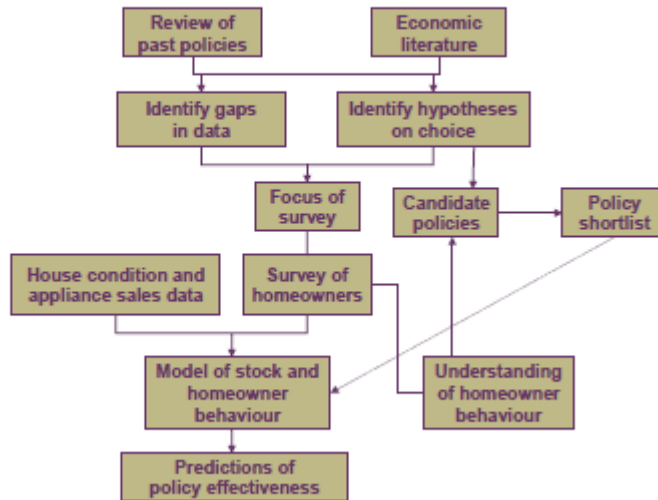 Review of
past policies
Economic
literature
Identify gaps
in data
Identify hypotheses
on choice
Focus of
survey
Candidate
policies
Policy
shortlist
House condition and
appliance sales data
Survey of
homeowners
Model of stock and
homeowner
behaviour
Understanding
of homeowner
behaviour
Predictions of
policy effectiveness